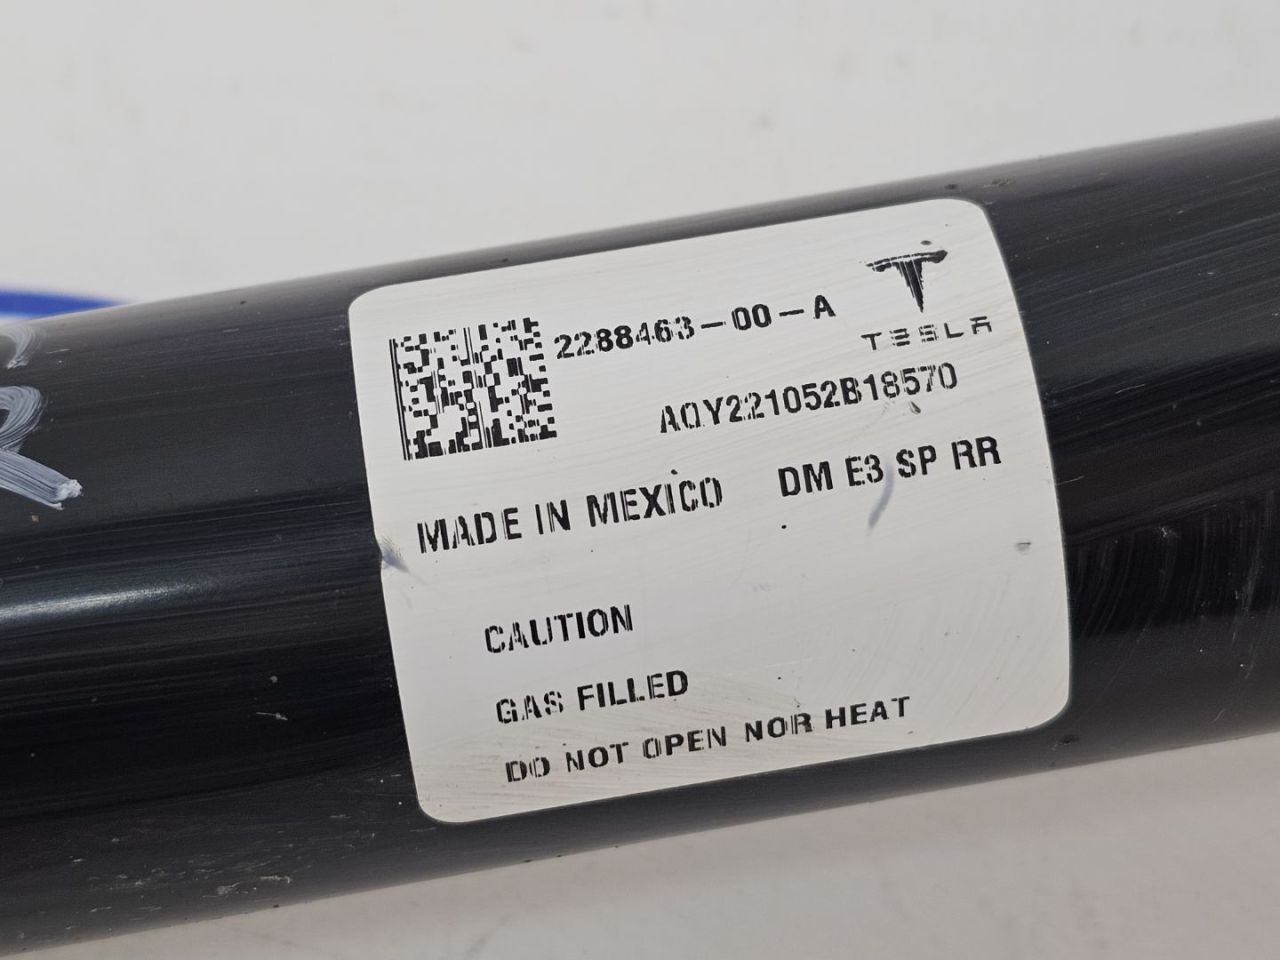 2288463-00-A
TESLA
AQY221052B18570
MADE IN MEXICO DM E3 SP RR
CAUTION
GAS FILLED
DO NOT OPEN NOR HEAT